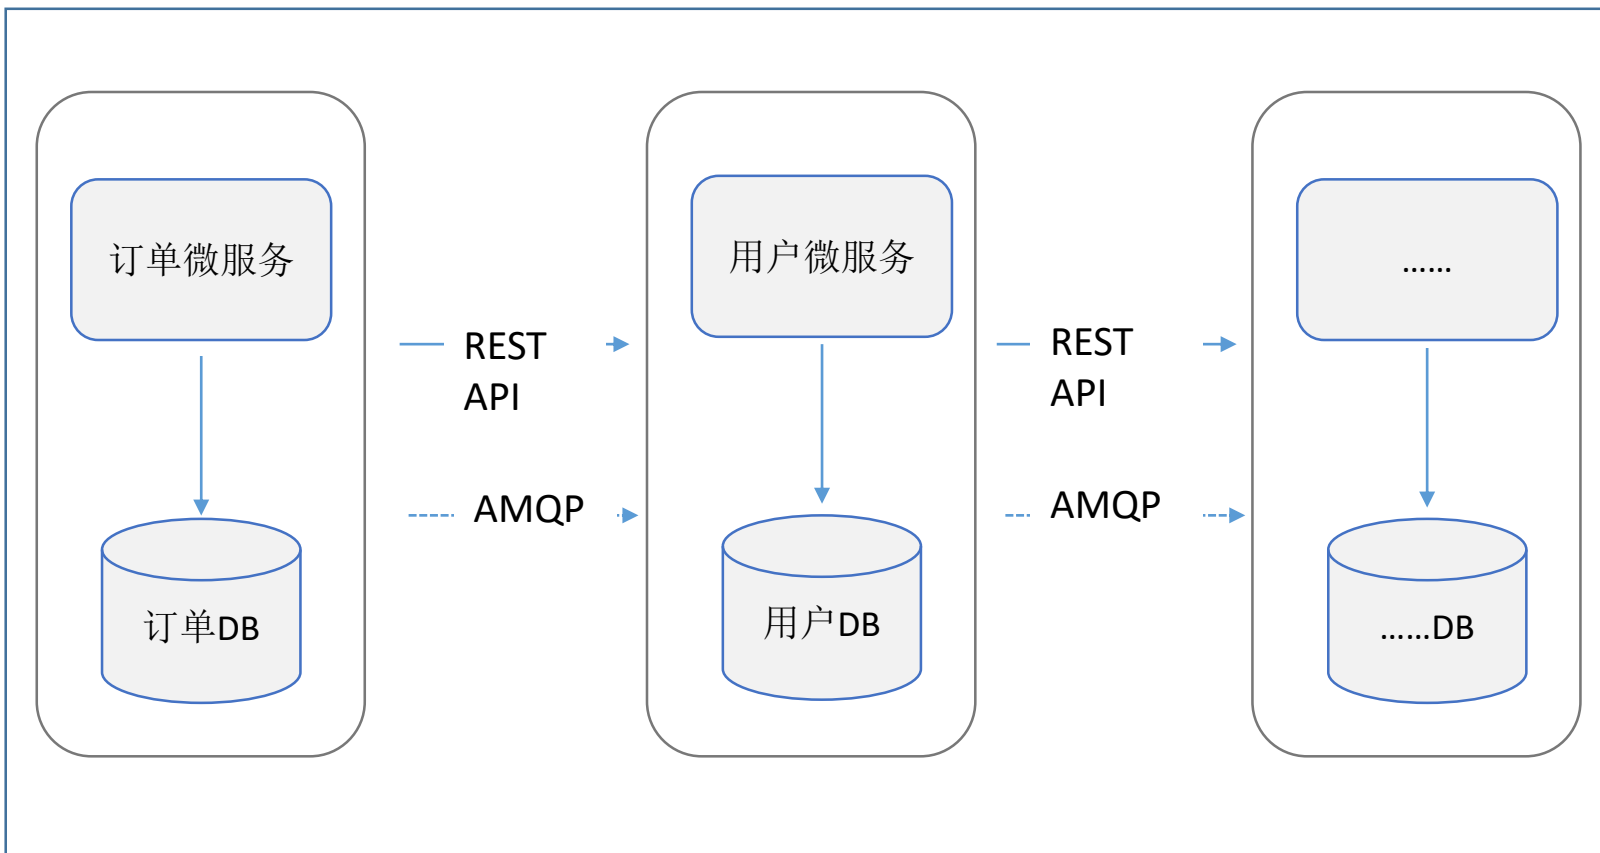 订单微服务
用户微服务
……
REST
API
REST
API
AMQP
AMQP
订单DB
用户DB
……DB